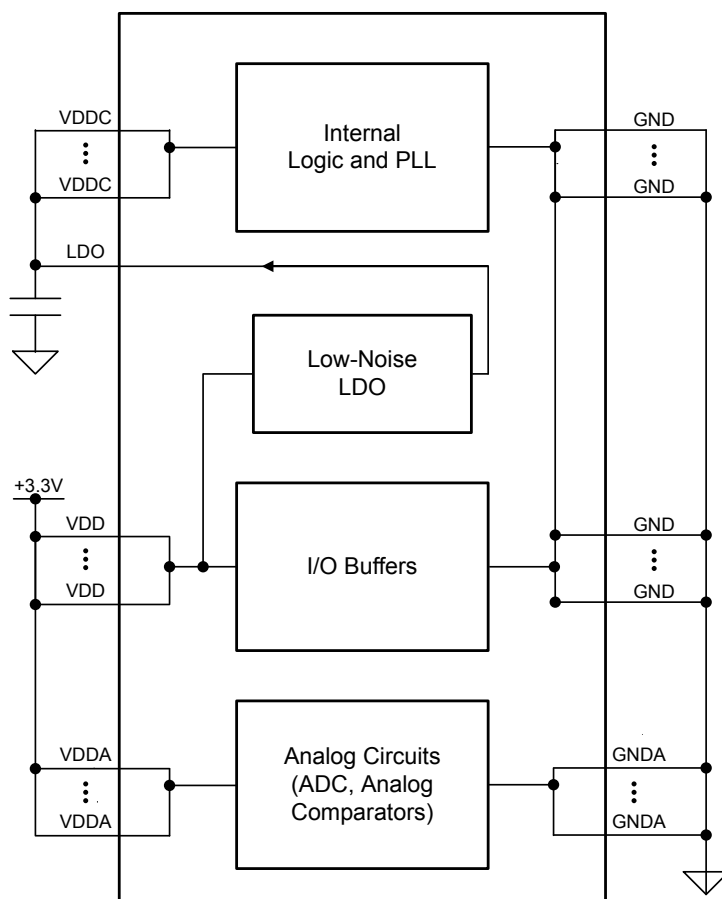 VDDC
Internal
Logic and PLL
GND
VDDC
GND
LDO
Low-Noise
LDO
+3.3V
VDD
GND
I/O Buffers
VDD
GND
VDDA
Analog Circuits
(ADC, Analog
Comparators)
GNDA
VDDA
GNDA